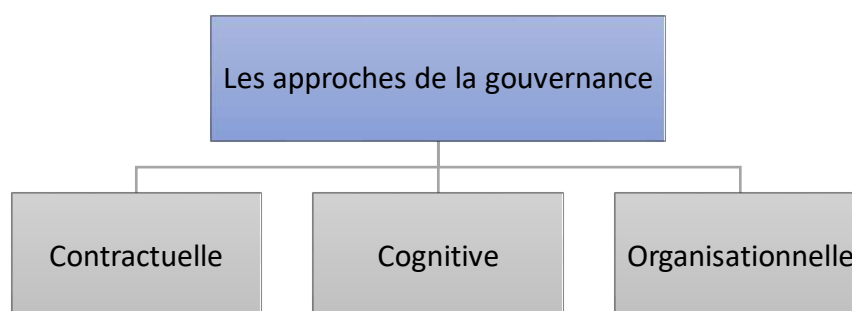 Les approches de la gouvernance
Contractuelle
Cognitive
Organisationnelle